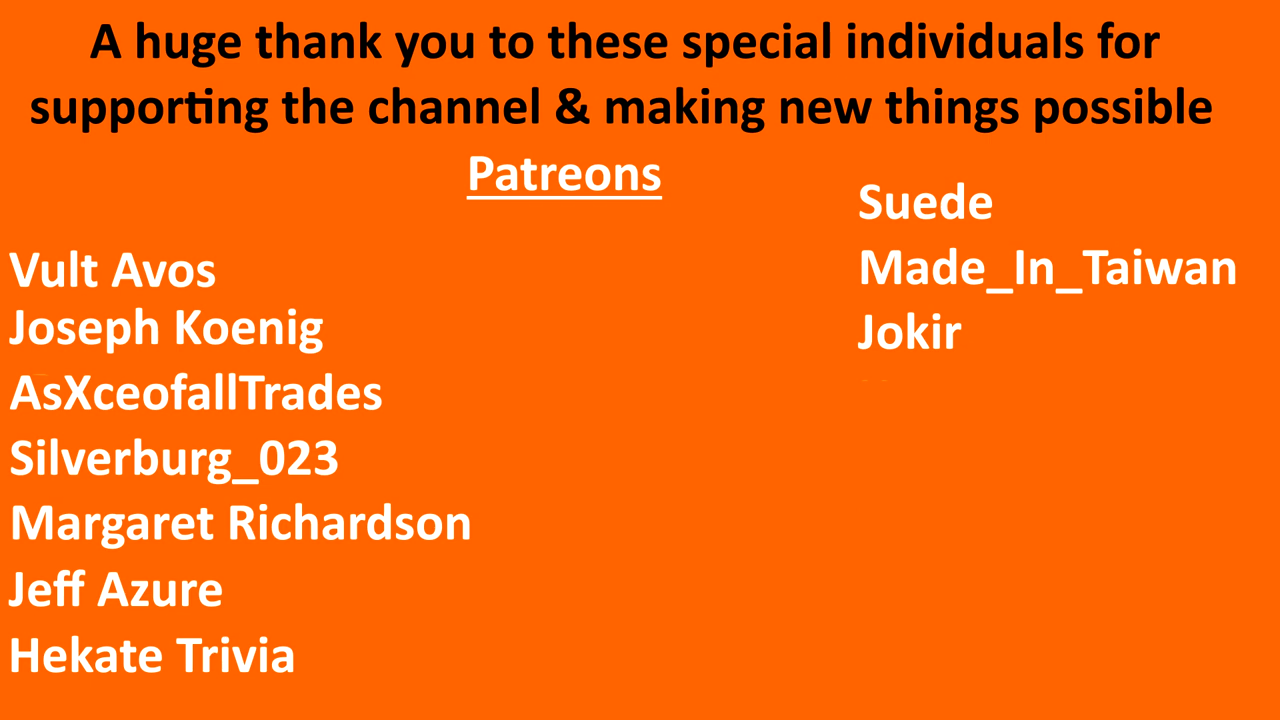 A huge thank you to these special individuals for
supporting the channel & making new things possible
Patreons
Vult Avos
Joseph Koenig
AsXceofallTrades
Silverburg_023
Margaret Richardson
Jeff Azure
Hekate Trivia
Suede
Made_In_Taiwan
Jokir